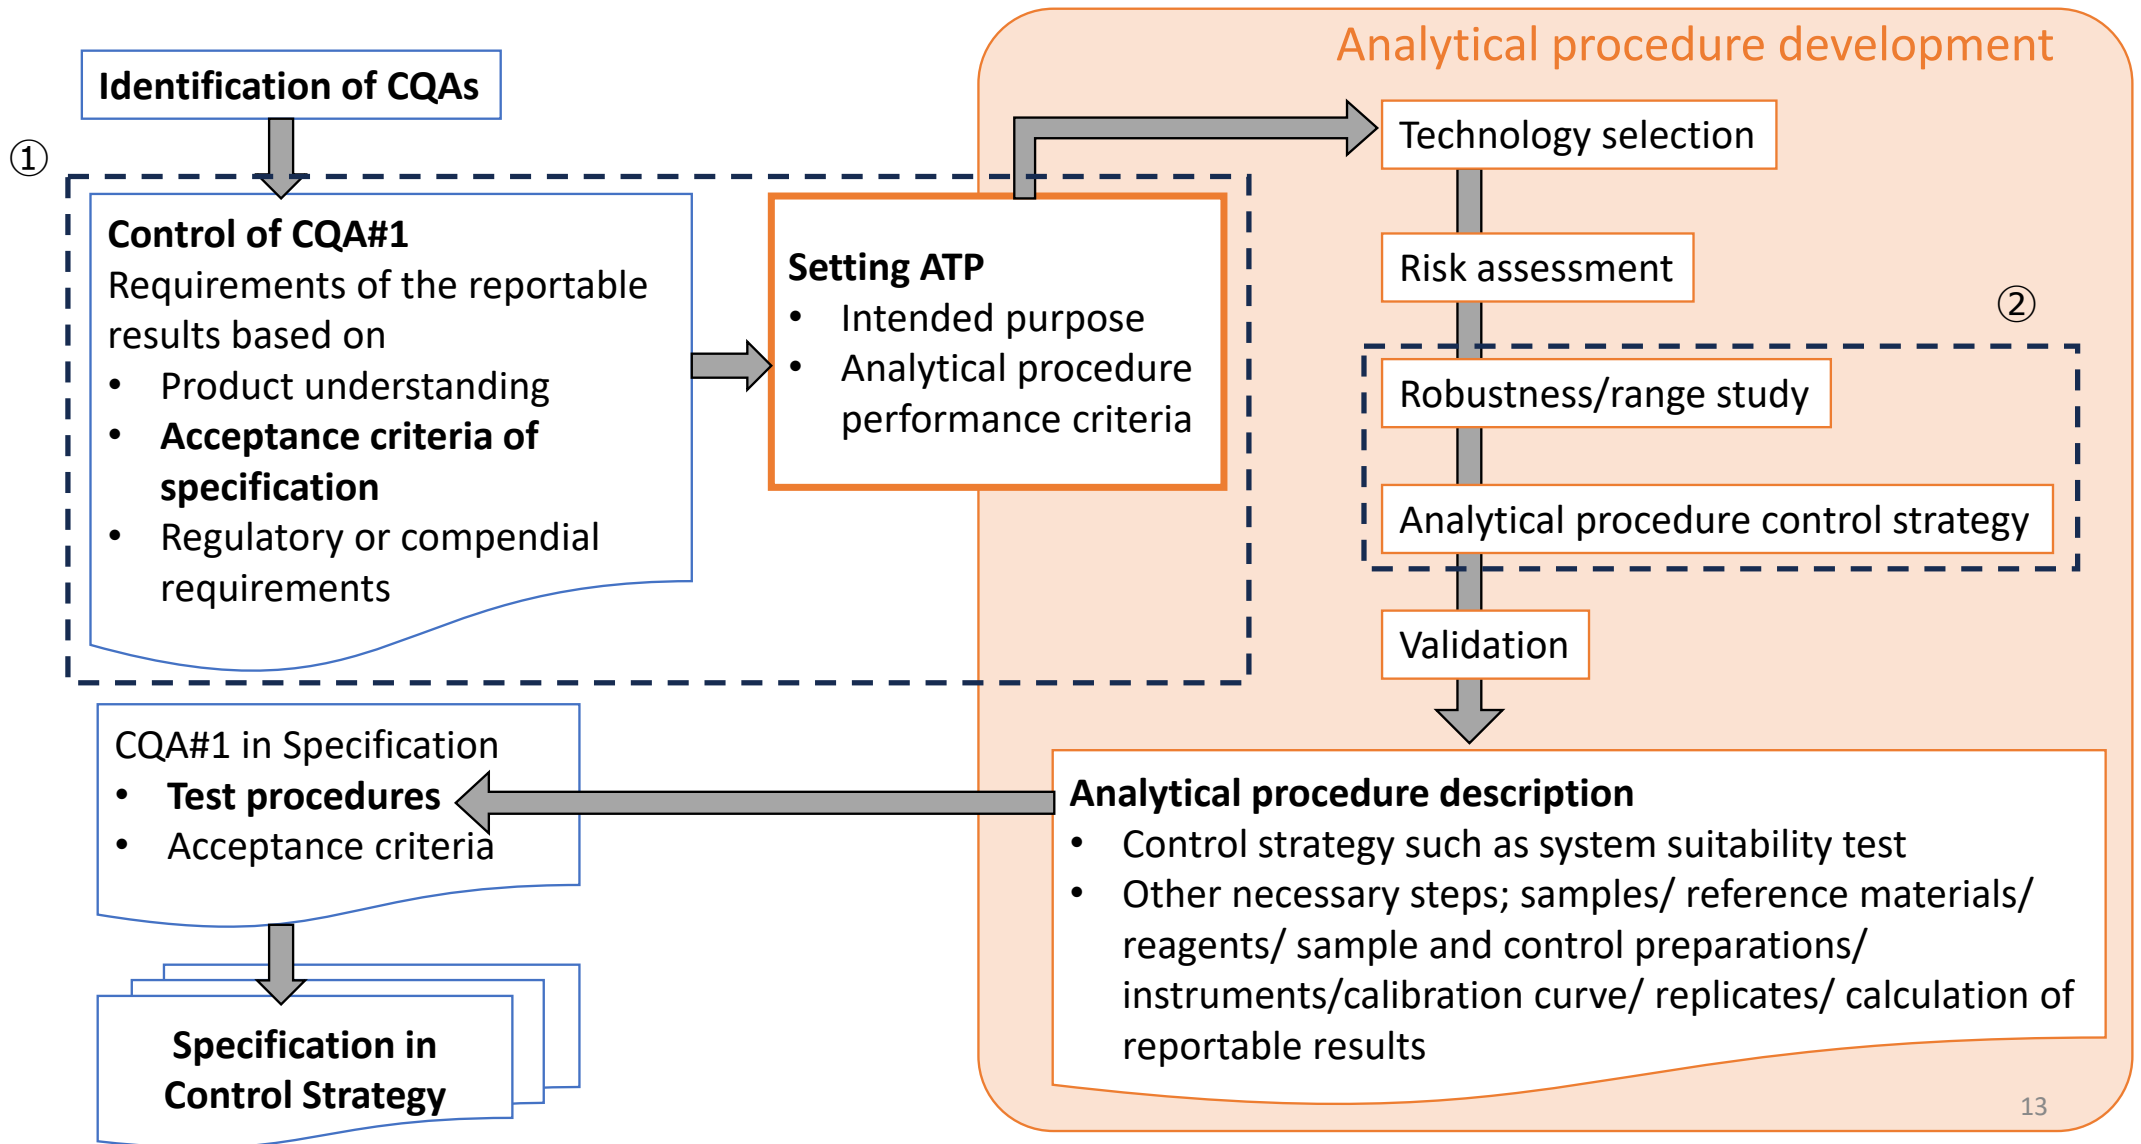 Analytical procedure development
Identification of CQAs
①
Control of CQA#1
Requirements of the reportable
results based on
• Product understanding
• Acceptance criteria of
specification
• Regulatory or compendial
requirements
Setting ATP
• Intended purpose
• Analytical procedure
performance criteria
Technology selection
Risk assessment
②
Robustness/range study
Analytical procedure control strategy
Validation
Analytical procedure description
• Control strategy such as system suitability test
• Other necessary steps; samples/ reference materials/
reagents/ sample and control preparations/
instruments/calibration curve/ replicates/ calculation of
reportable results
CQA#1 in Specification
• Test procedures
• Acceptance criteria
Specification in
Control Strategy
13